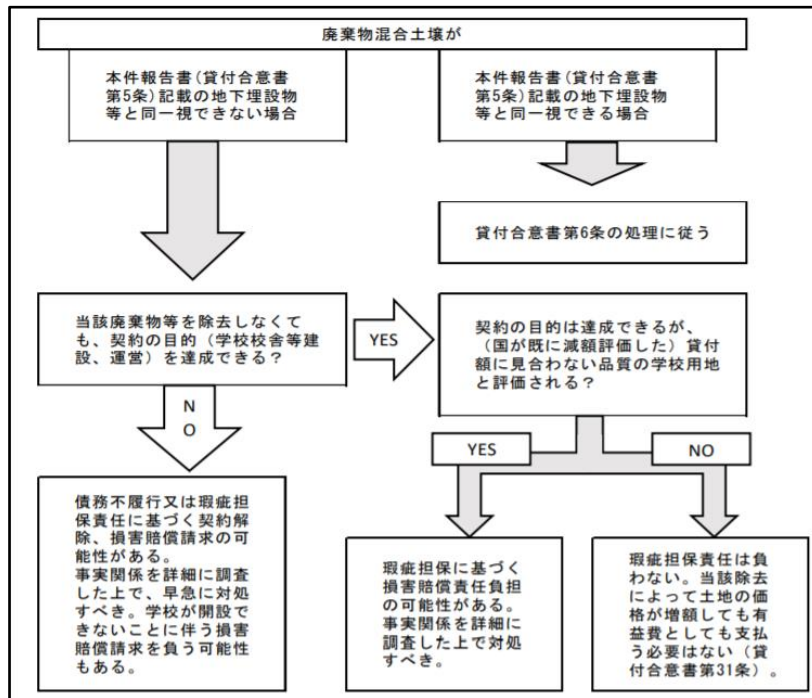 廃棄物混合土壌が
本件報告書(貸付合意書
第5条)記載の地下埋設物
等と同一視できない場合
本件報告書(貸付合意書
第5条)記載の地下埋設物
等と同一視できる場合
貸付合意書第6条の処理に従う
当該廃棄物等を除去しなくて
も、契約の目的(学校校舎等建
設、運営)を達成できる?
YES
契約の目的は達成できるが、
(国が既に減額評価した)貸付
額に見合わない品質の学校用地
と評価される?
N
O
YES
NO
債務不履行又は瑕疵担
保責任に基づく契約解
除、損害賠償請求の可
能性がある。
事実関係を詳細に調査
した上で、早急に対処
すべき。学校が開設で
きないことに伴う損害
賠償請求を負う可能性
もある。
瑕疵担保に基づく
損害賠償責任負担
の可能性がある。
事実関係を詳細に
調査した上で対処
すべき。
瑕疵担保責任は負
わない。当該除去
によって土地の価
格が増額しても有
益費としても支払
う必要はない(貸
付合意書第31条)。